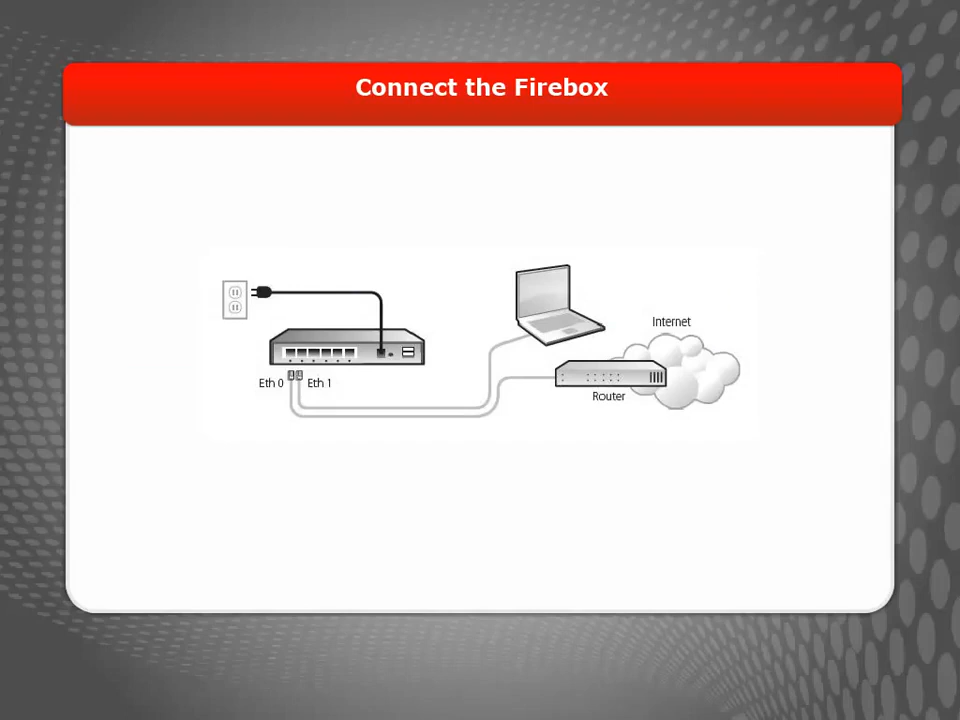 Connect the Firebox
Internet
Eth 0
Eth 1
Router